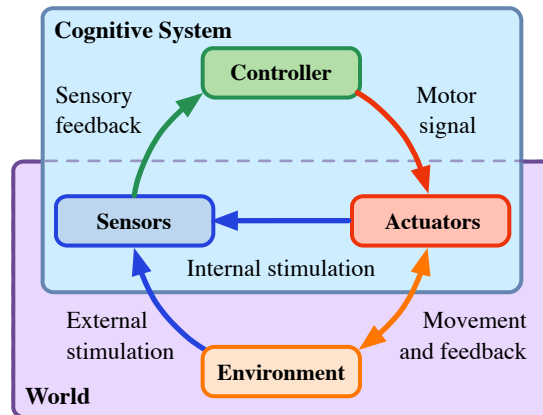 Cognitive System
Controller
Sensory
feedback
Motor
signal
Sensors
Actuators
Internal stimulation
External
stimulation
Movement
and feedback
Environment
World